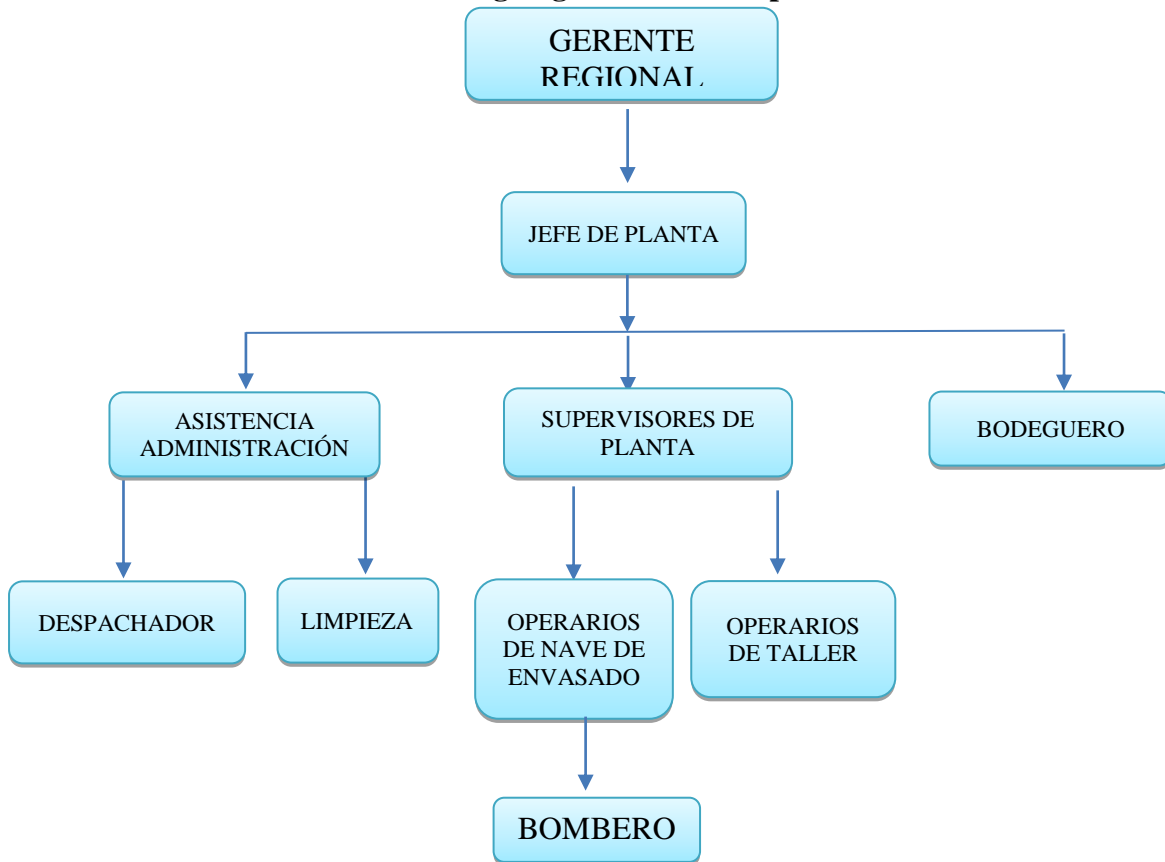 GERENTE
REGIONAL
JEFE DE PLANTA
ASISTENCIA
ADMINISTRACIÓN
SUPERVISORES DE
PLANTA
BODEGUERO
DESPACHADOR
LIMPIEZA
OPERARIOS
DE NAVE DE
ENVASADO
OPERARIOS
DE TALLER
BOMBERO